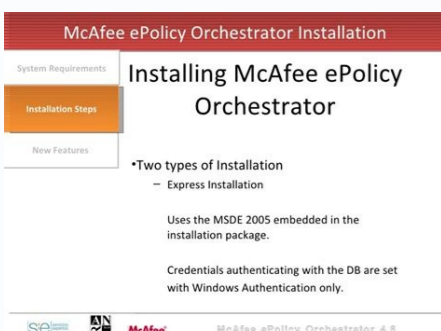 McAfee ePolicy Orchestrator Installation
System Requirements
Installation Steps
New Features
Installing McAfee ePolicy
Orchestrator
•Two types of Installation
– Express Installation
Uses the MSDE 2005 embedded in the
installation package.
Credentials authenticating with the DB are set
with Windows Authentication only.
McAfee
McAfee ePolicy Orchestrator 4.5